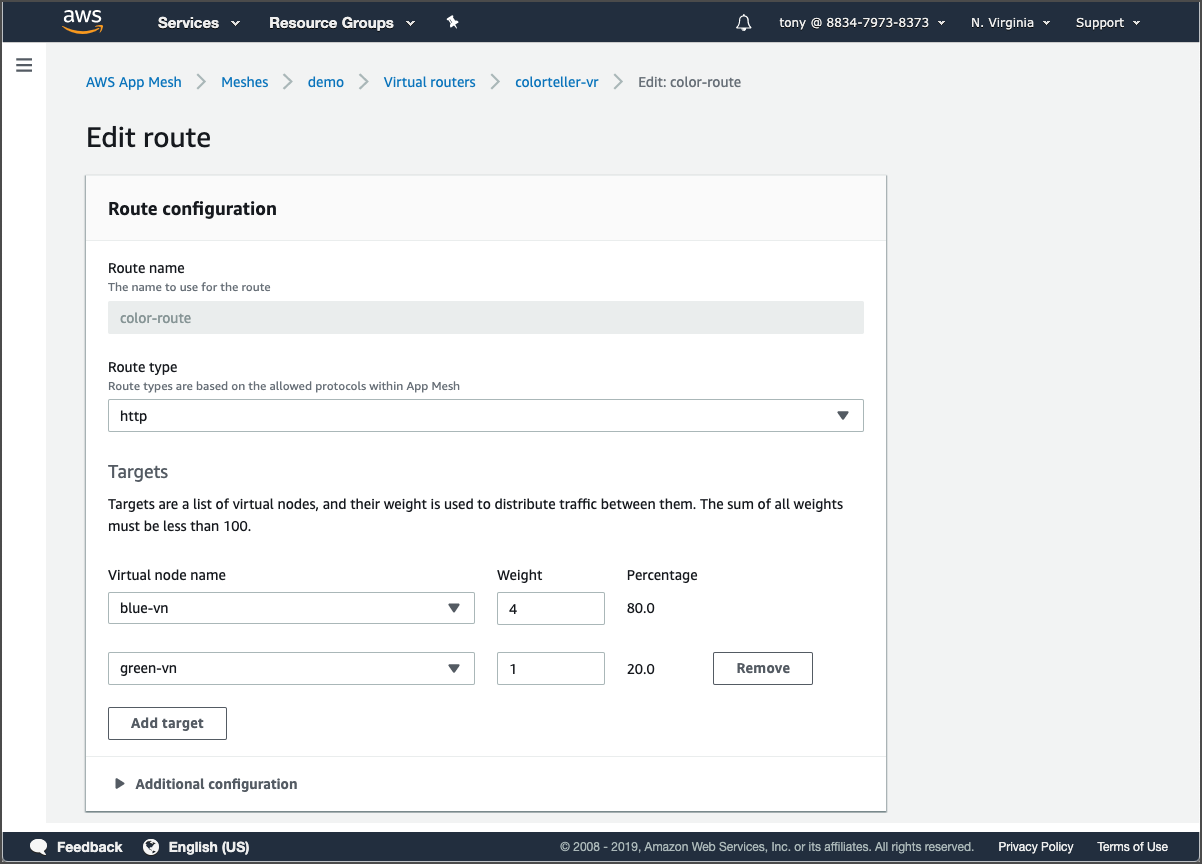 aws Services Resource Groups tony @ 8834-7973-8373 N. Virginia Support
AWS App Mesh Meshes demo Virtual routers colorteller-vr Edit: color-route
Edit route
Route configuration
Route name
The name to use for the route
color-route
Route type
Route types are based on the allowed protocols within App Mesh
http
Targets
Targets are a list of virtual nodes, and their weight is used to distribute traffic between them. The sum of all weights
must be less than 100.
Virtual node name Weight Percentage
blue-vn 4 80.0
green-vn 1 20.0 Remove
Add target
Additional configuration
Feedback English (US) © 2008 - 2019, Amazon Web Services, Inc. or its affiliates. All rights reserved. Privacy Policy Terms of Use